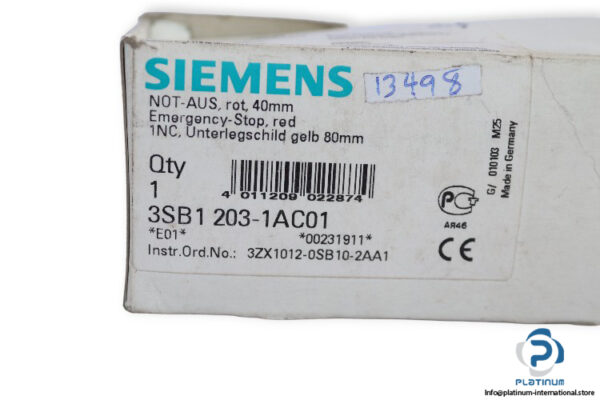 SIEMENS
13498
NOT-AUS, rot, 40mm
Emergency-Stop, red
1NC, Unterlegschild gelb 80mm
Qty
1
4 011209 022874
3SB1 203-1AC01
*E01* *00231911*
Instr.Ord.No.: 3ZX1012-0SB10-2AA1
G/ 010103 M25
Made in Germany
РСТ
АЯ46
CE
PLATINUM
Info@platinum-international.store